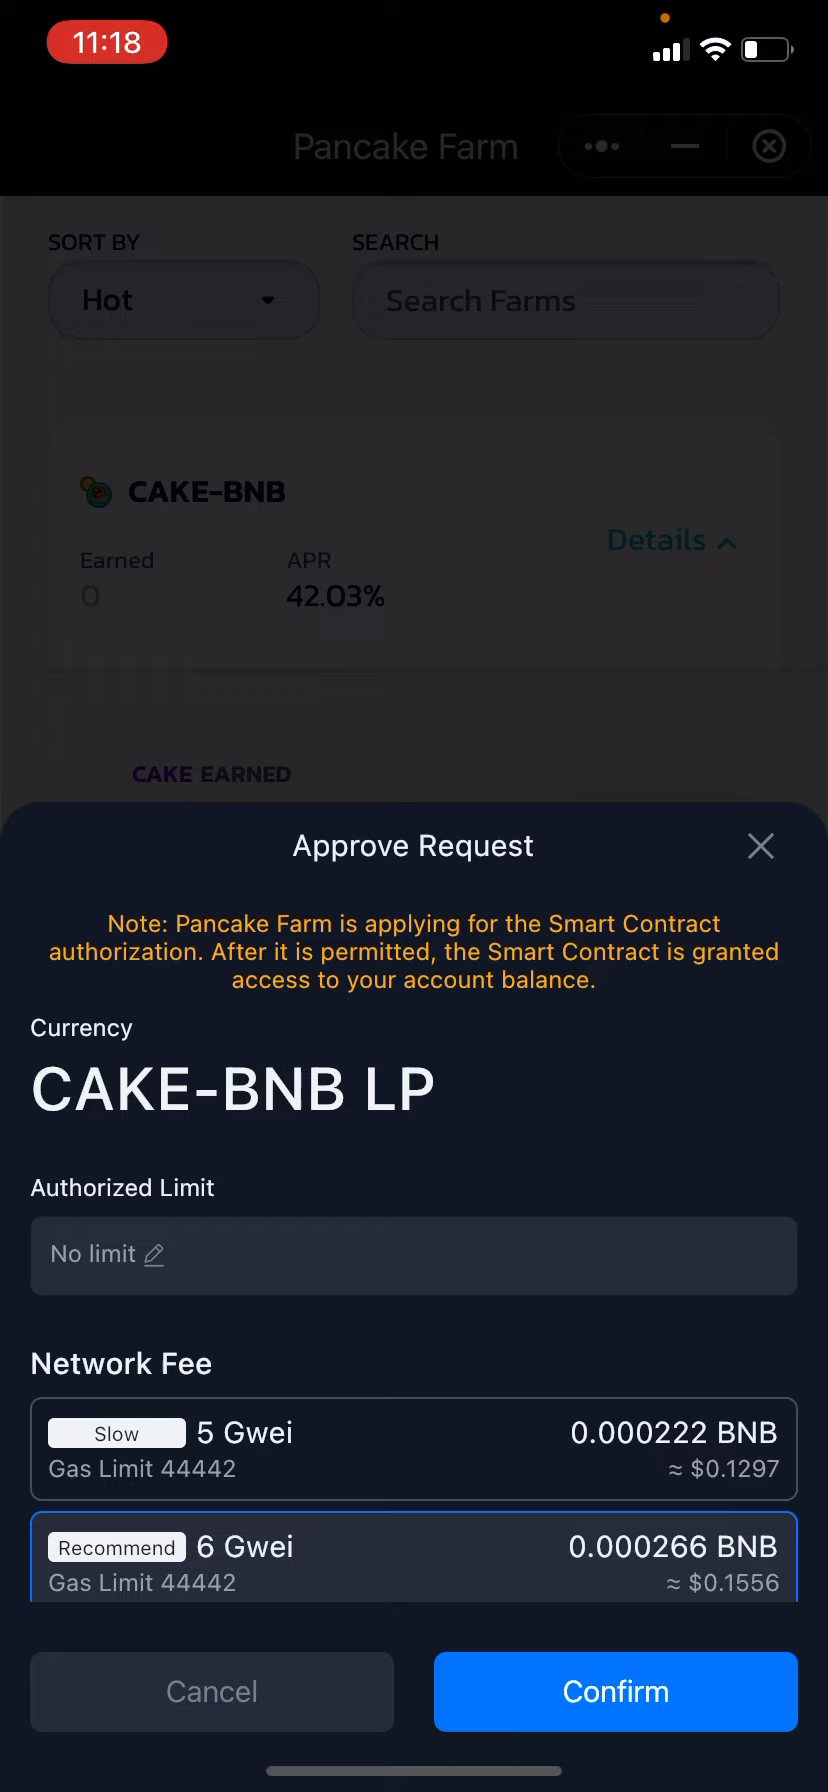 11:18
Pancake Farm
SORT BY
SEARCH
Hot
Search Farms
CAKE-BNB
Details
Earned
APR
0
42.03%
CAKE EARNED
Approve Request
Note: Pancake Farm is applying for the Smart Contract
authorization. After it is permitted, the Smart Contract is granted
access to your account balance.
Currency
CAKE-BNB LP
Authorized Limit
No limit
Network Fee
Slow 5 Gwei 0.000222 BNB
Gas Limit 44442 ≈ $0.1297
Recommend 6 Gwei 0.000266 BNB
Gas Limit 44442 ≈ $0.1556
Cancel
Confirm